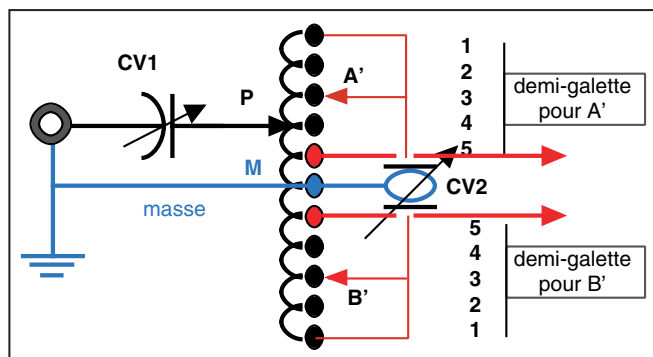 CV1
P
A’
M
masse
CV2
B’
1
2
3
4
5
demi-galette
pour A’
5
4
3
2
1
demi-galette
pour B’